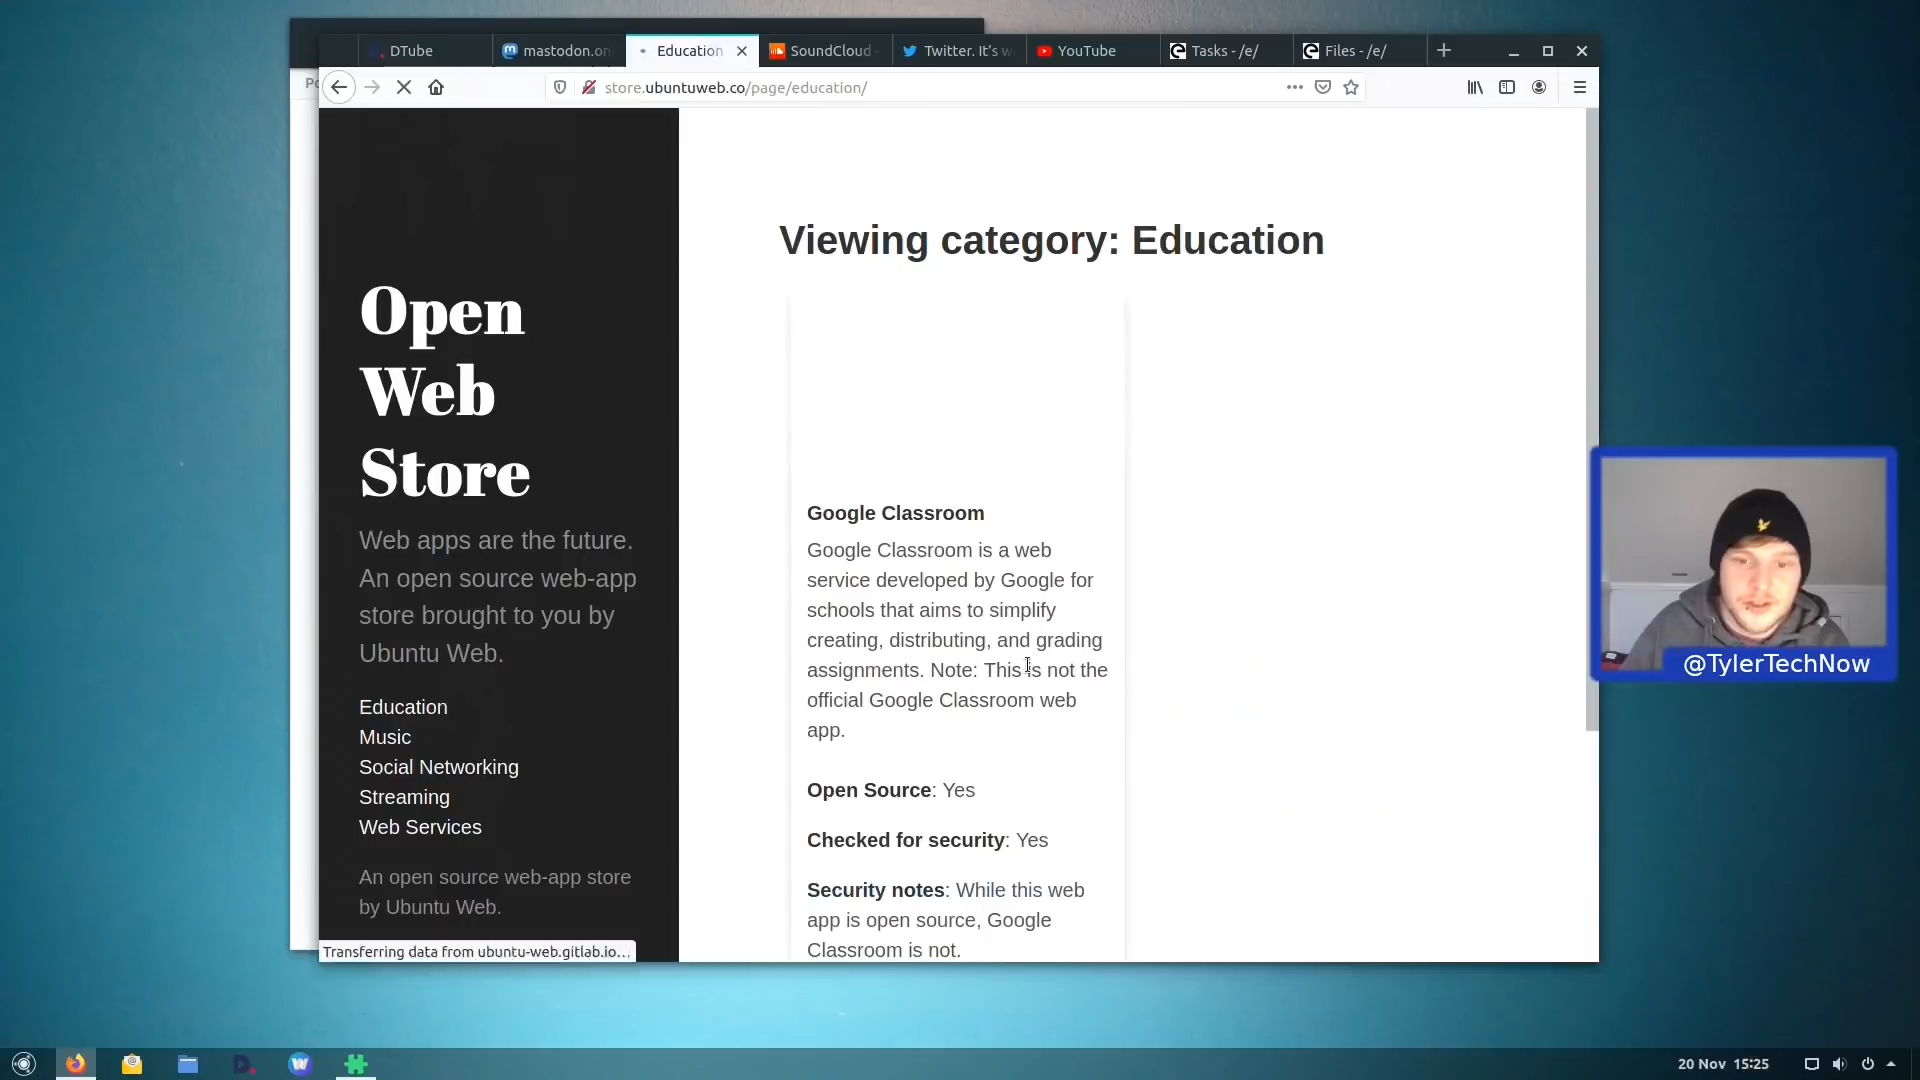 DTube
mastodon.on
Education
SoundCloud
Twitter. It's w
YouTube
Tasks - /e/
Files - /e/
store.ubuntuweb.co/page/education/
Viewing category: Education
Open
Web
Store
Web apps are the future.
An open source web-app
store brought to you by
Ubuntu Web.
Education
Music
Social Networking
Streaming
Web Services
An open source web-app store
by Ubuntu Web.
Transferring data from ubuntu-web.gitlab.io…
Google Classroom
Google Classroom is a web
service developed by Google for
schools that aims to simplify
creating, distributing, and grading
assignments. Note: This is not the
official Google Classroom web
app.
Open Source: Yes
Checked for security: Yes
Security notes: While this web
app is open source, Google
Classroom is not.
@TylerTechNow
20 Nov 15:25